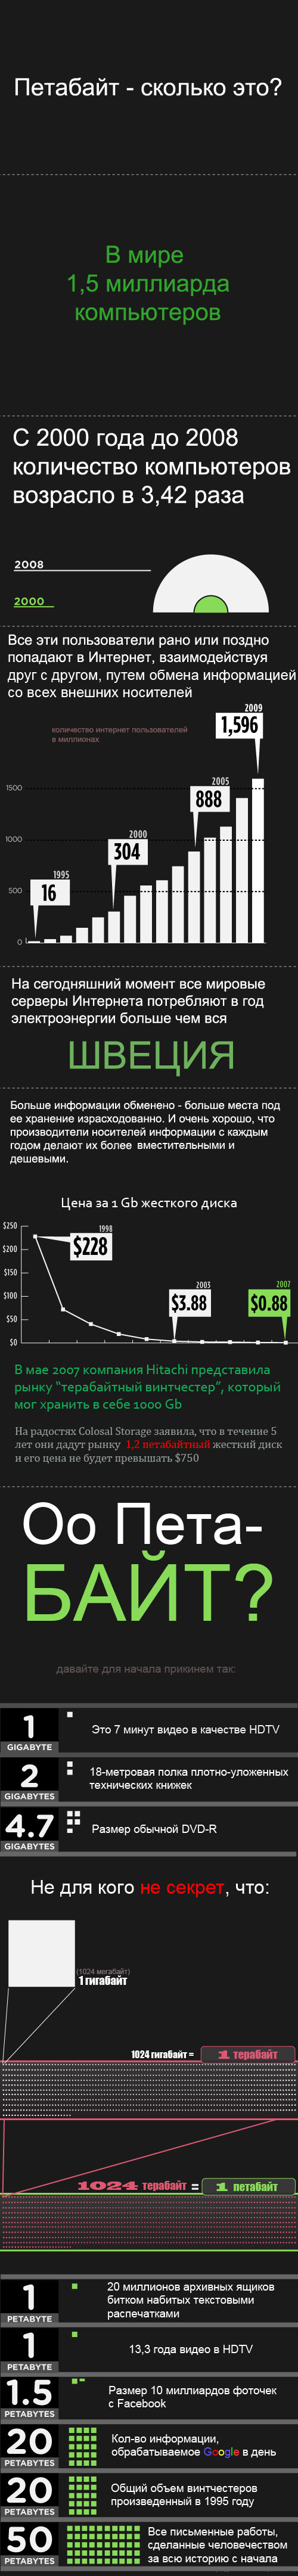 Петабайт - сколько это?
В мире
1,5 миллиарда
компьютеров
С 2000 года до 2008
количество компьютеров
возрасло в 3,42 раза
2008
2000
Все эти пользователи рано или поздно
попадают в Интернет, взаимодействуя
друг с другом, путем обмена информацией
со всех внешних носителей
2009
1,596
количество интернет пользователей
в миллионах
2005
888
1500
2000
304
1000
1995
16
500
0
На сегодняшний момент все мировые
серверы Интернета потребляют в год
электроэнергии больше чем вся
ШВЕЦИЯ
Больше информации обменено - больше места под
ее хранение израсходованно. И очень хорошо, что
производители носителей информации с каждым
годом делают их более вместительными и
дешевыми.
Цена за 1 Gb жесткого диска
$250
1998
$228
$200
$150
2003
$3.88
2007
$0.88
$100
$50
$0
В мае 2007 компания Hitachi представила
рынку "терабайтный винтчестер", который
мог хранить в себе 1000 Gb
На радостях Colosal Storage заявила, что в течение 5
лет они дадут рынку 1,2 петабайтный жесткий диск
и его цена не будет превышать $750
Оо Пета-
БАЙТ?
давайте для начала прикинем так:
1
GIGABYTE
Это 7 минут видео в качестве HDTV
2
GIGABYTES
18-метровая полка плотно-уложенных
технических книжек
4.7
GIGABYTES
Размер обычной DVD-R
Не для кого не секрет, что:
(1024 мегабайт)
1 гигабайт
1024 гигабайт = 1 терабайт
1024 терабайт = 1 петабайт
1
PETABYTE
20 миллионов архивных ящиков
битком набитых текстовыми
распечатками
1
PETABYTE
13,3 года видео в HDTV
1.5
PETABYTES
Размер 10 миллиардов фоточек
с Facebook
20
PETABYTES
Кол-во информации,
обрабатываемое Google в день
20
PETABYTES
Общий объем винтчестеров
произведенный в 1995 году
50
PETABYTES
Все письменные работы,
сделанные человечеством
за всю историю с начала